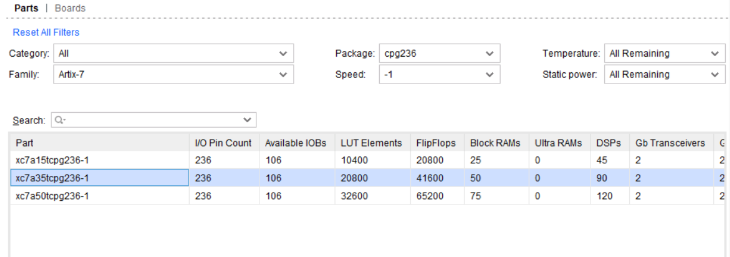 Parts | Boards
Reset All Filters
Category: All Package: cpg236 Temperature: All Remaining
Family: Artix-7 Speed: -1 Static power: All Remaining
Search: Q-
Part I/O Pin Count Available IOBs LUT Elements FlipFlops Block RAMs Ultra RAMs DSPs Gb Transceivers G
xc7a15tcpg236-1 236 106 10400 20800 25 0 45 2 2
xc7a35tcpg236-1 236 106 20800 41600 50 0 90 2 2
xc7a50tcpg236-1 236 106 32600 65200 75 0 120 2 2